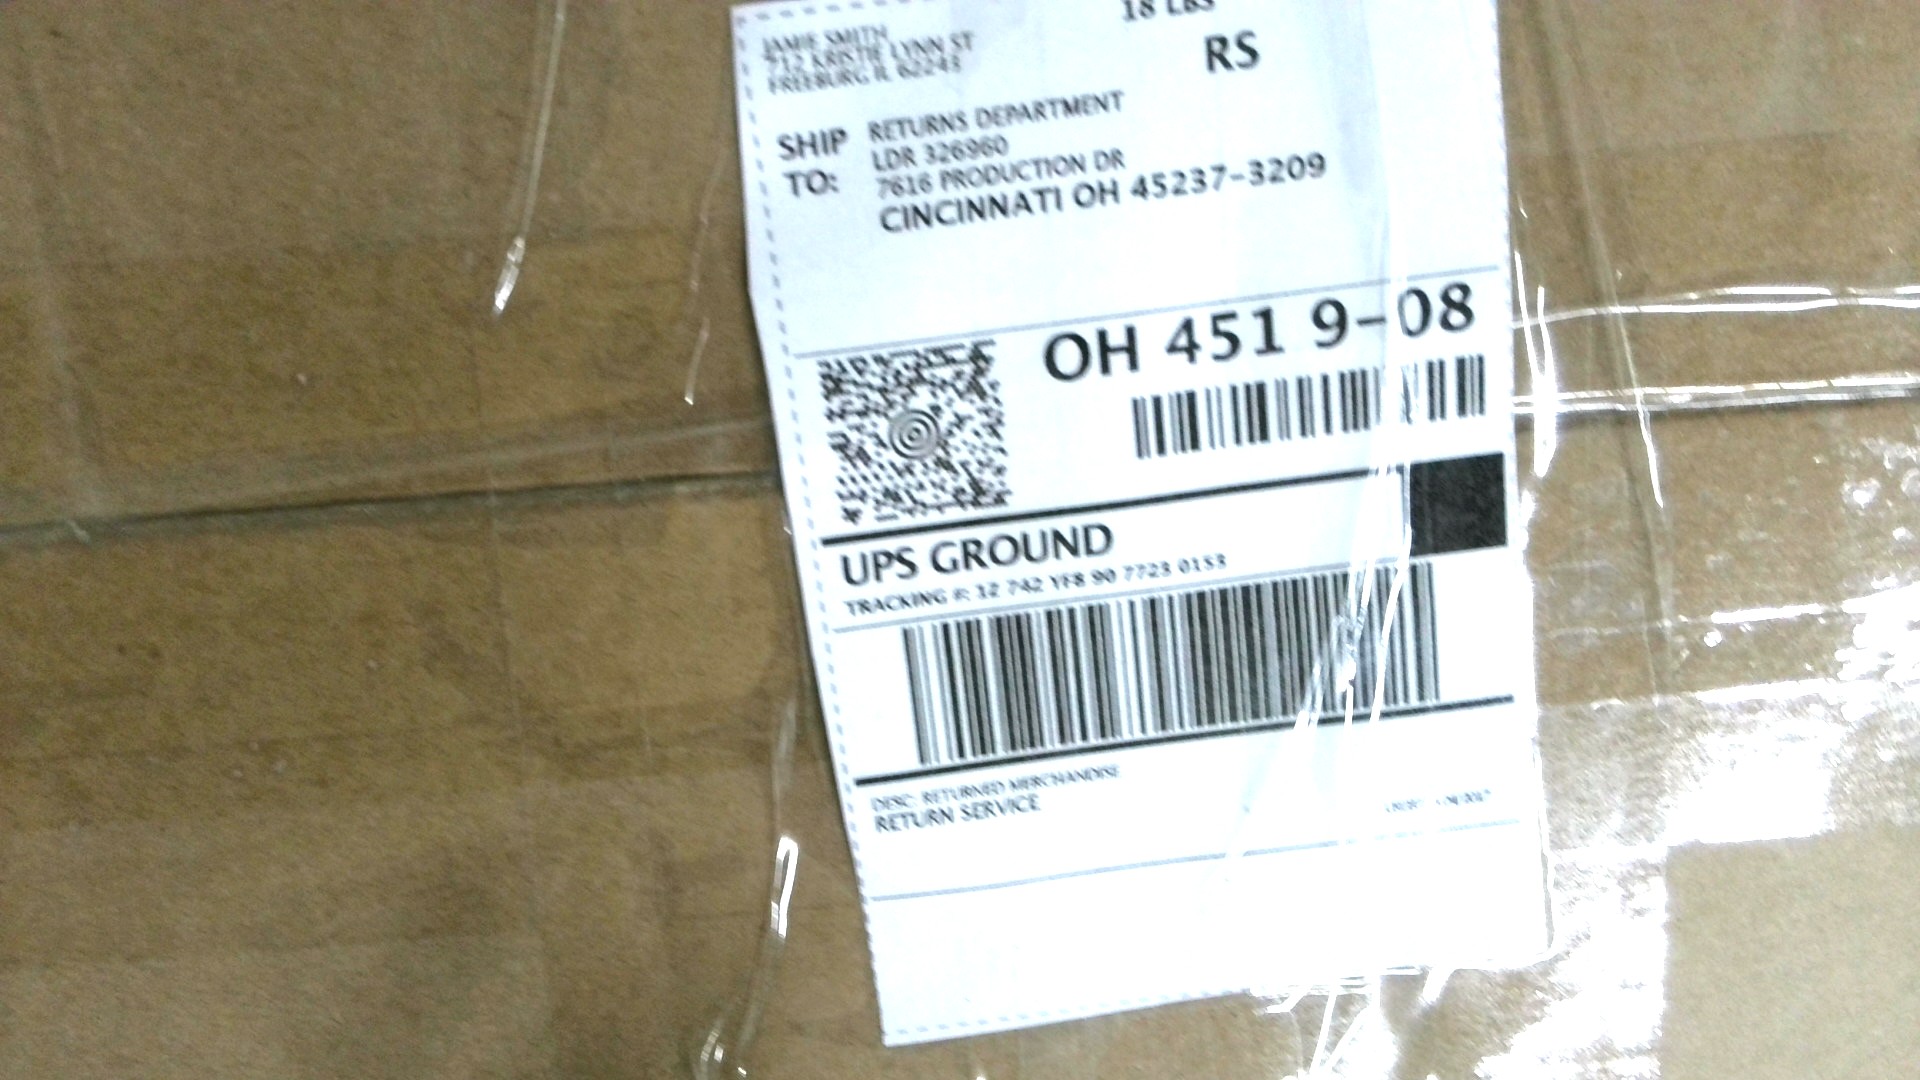 18 LBS
RS
JAMIE SMITH
712 KRISTIE LYNN ST
FREEBURG IL 62243
SHIP TO:
RETURNS DEPARTMENT
LDR 326960
7616 PRODUCTION DR
CINCINNATI OH 45237-3209
OH 451 9-08
UPS GROUND
TRACKING #: 1Z 742 YF8 90 7723 0153
DESC: RETURNED MERCHANDISE
RETURN SERVICE